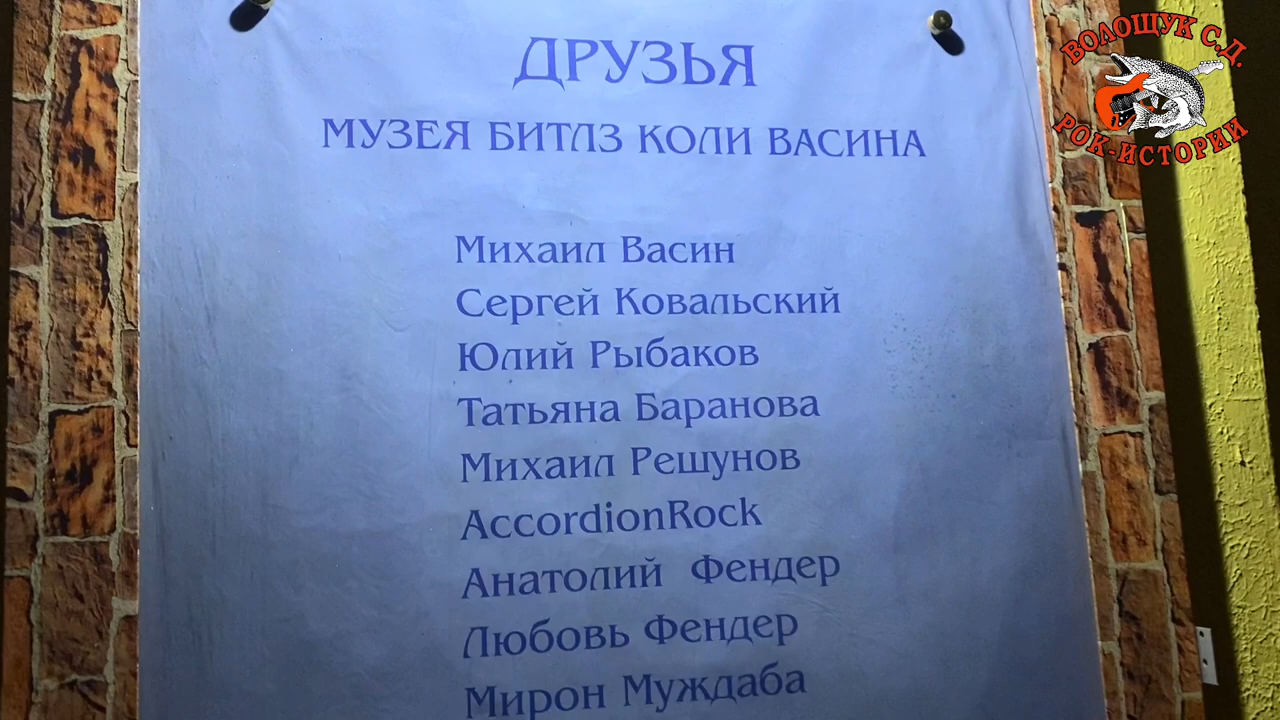 ДРУЗЬЯ
МУЗЕЯ БИТЛЗ КОЛИ ВАСИНА
Михаил Васин
Сергей Ковальский
Юлий Рыбаков
Татьяна Баранова
Михаил Решунов
AccordionRock
Анатолий Фендер
Любовь Фендер
Мирон Муждаба
ВОЛОЩУК С.Д.
РОК-ИСТОРИИ